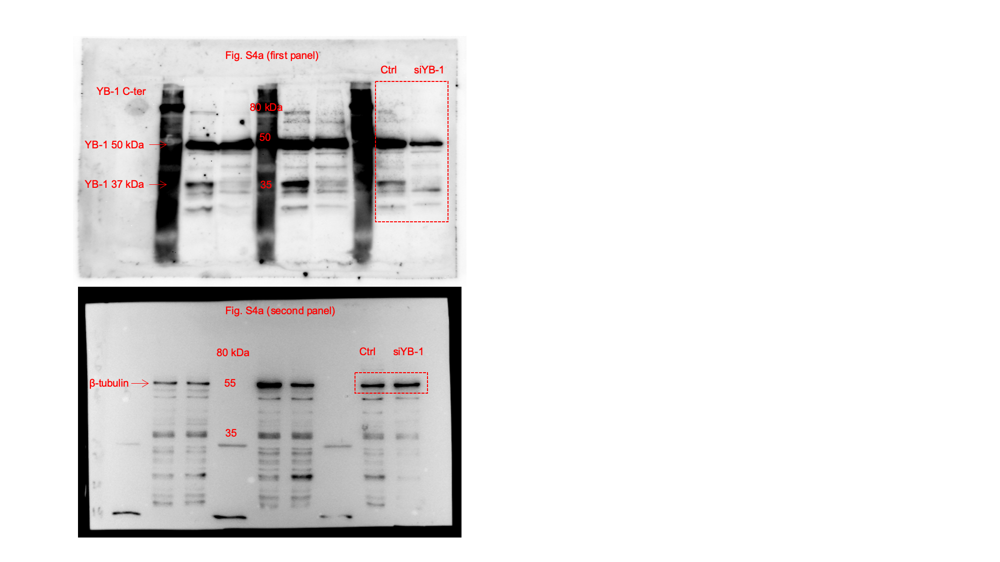 Fig. S4a (first panel)
Ctrl siYB-1
YB-1 C-ter
80 kDa
YB-1 50 kDa
50
YB-1 37 kDa
35
Fig. S4a (second panel)
80 kDa
Ctrl siYB-1
β-tubulin
55
35